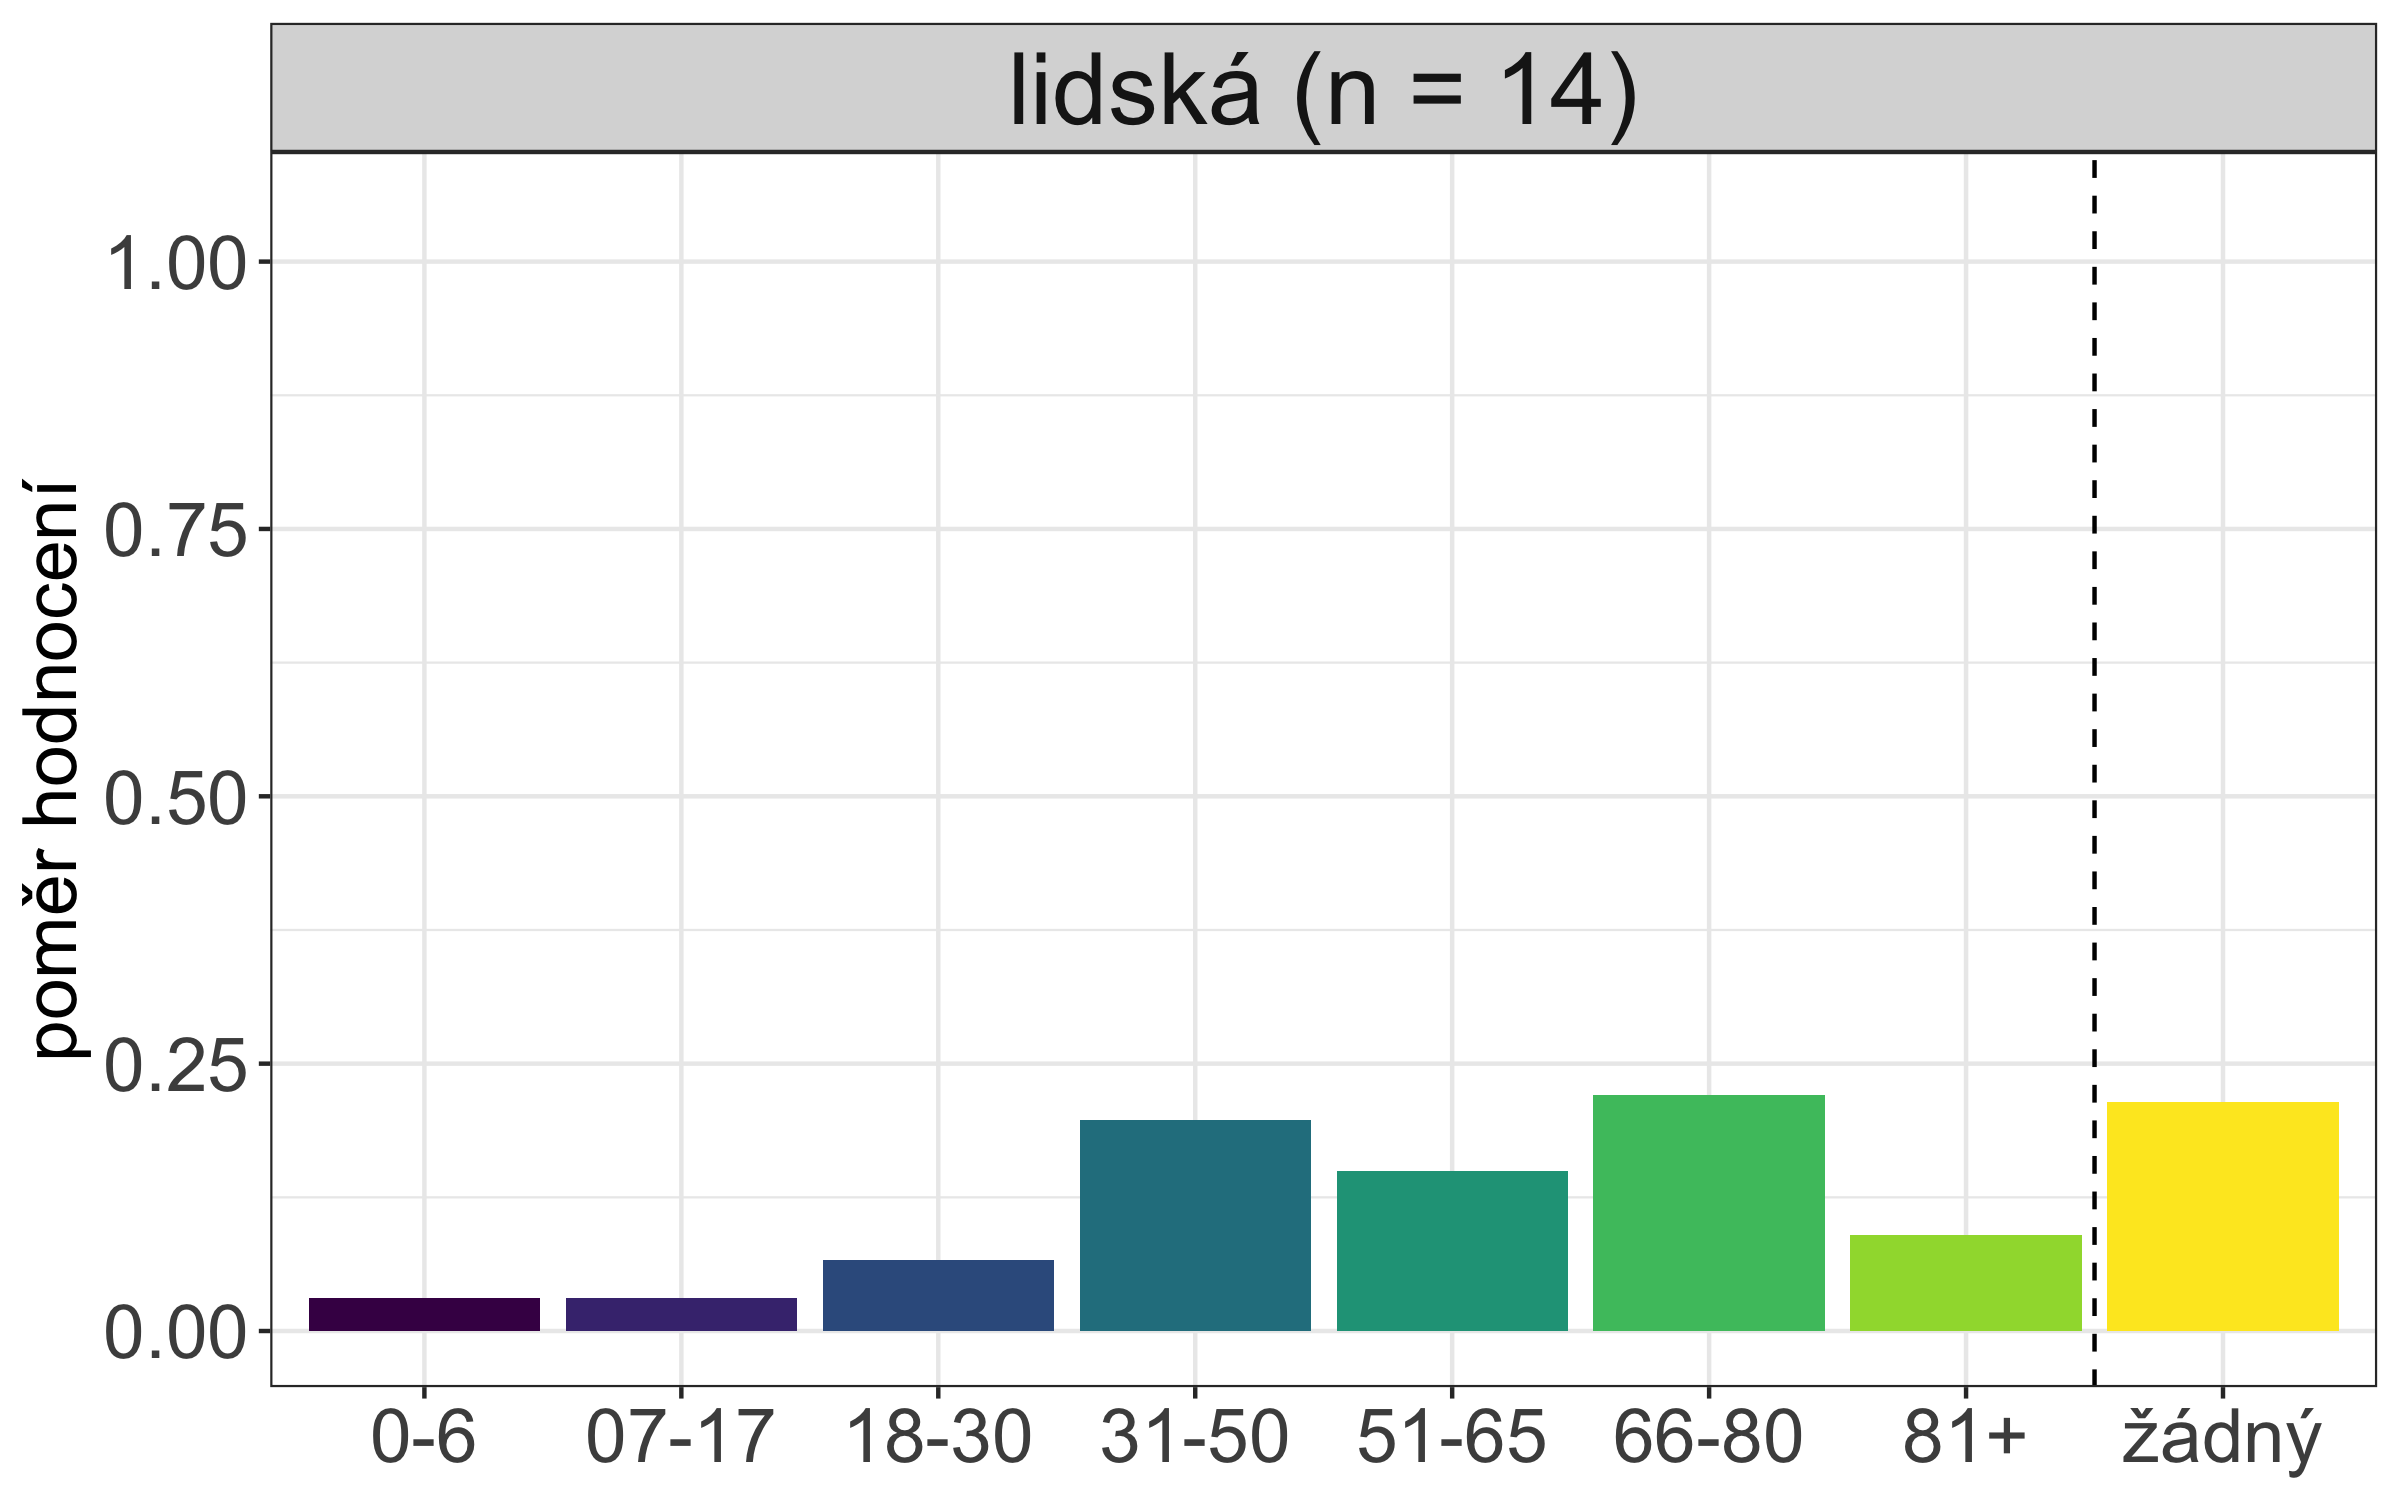 lidská (n = 14)
poměr hodnocení
1.00
0.75
0.50
0.25
0.00
0-6 07-17 18-30 31-50 51-65 66-80 81+ žádný